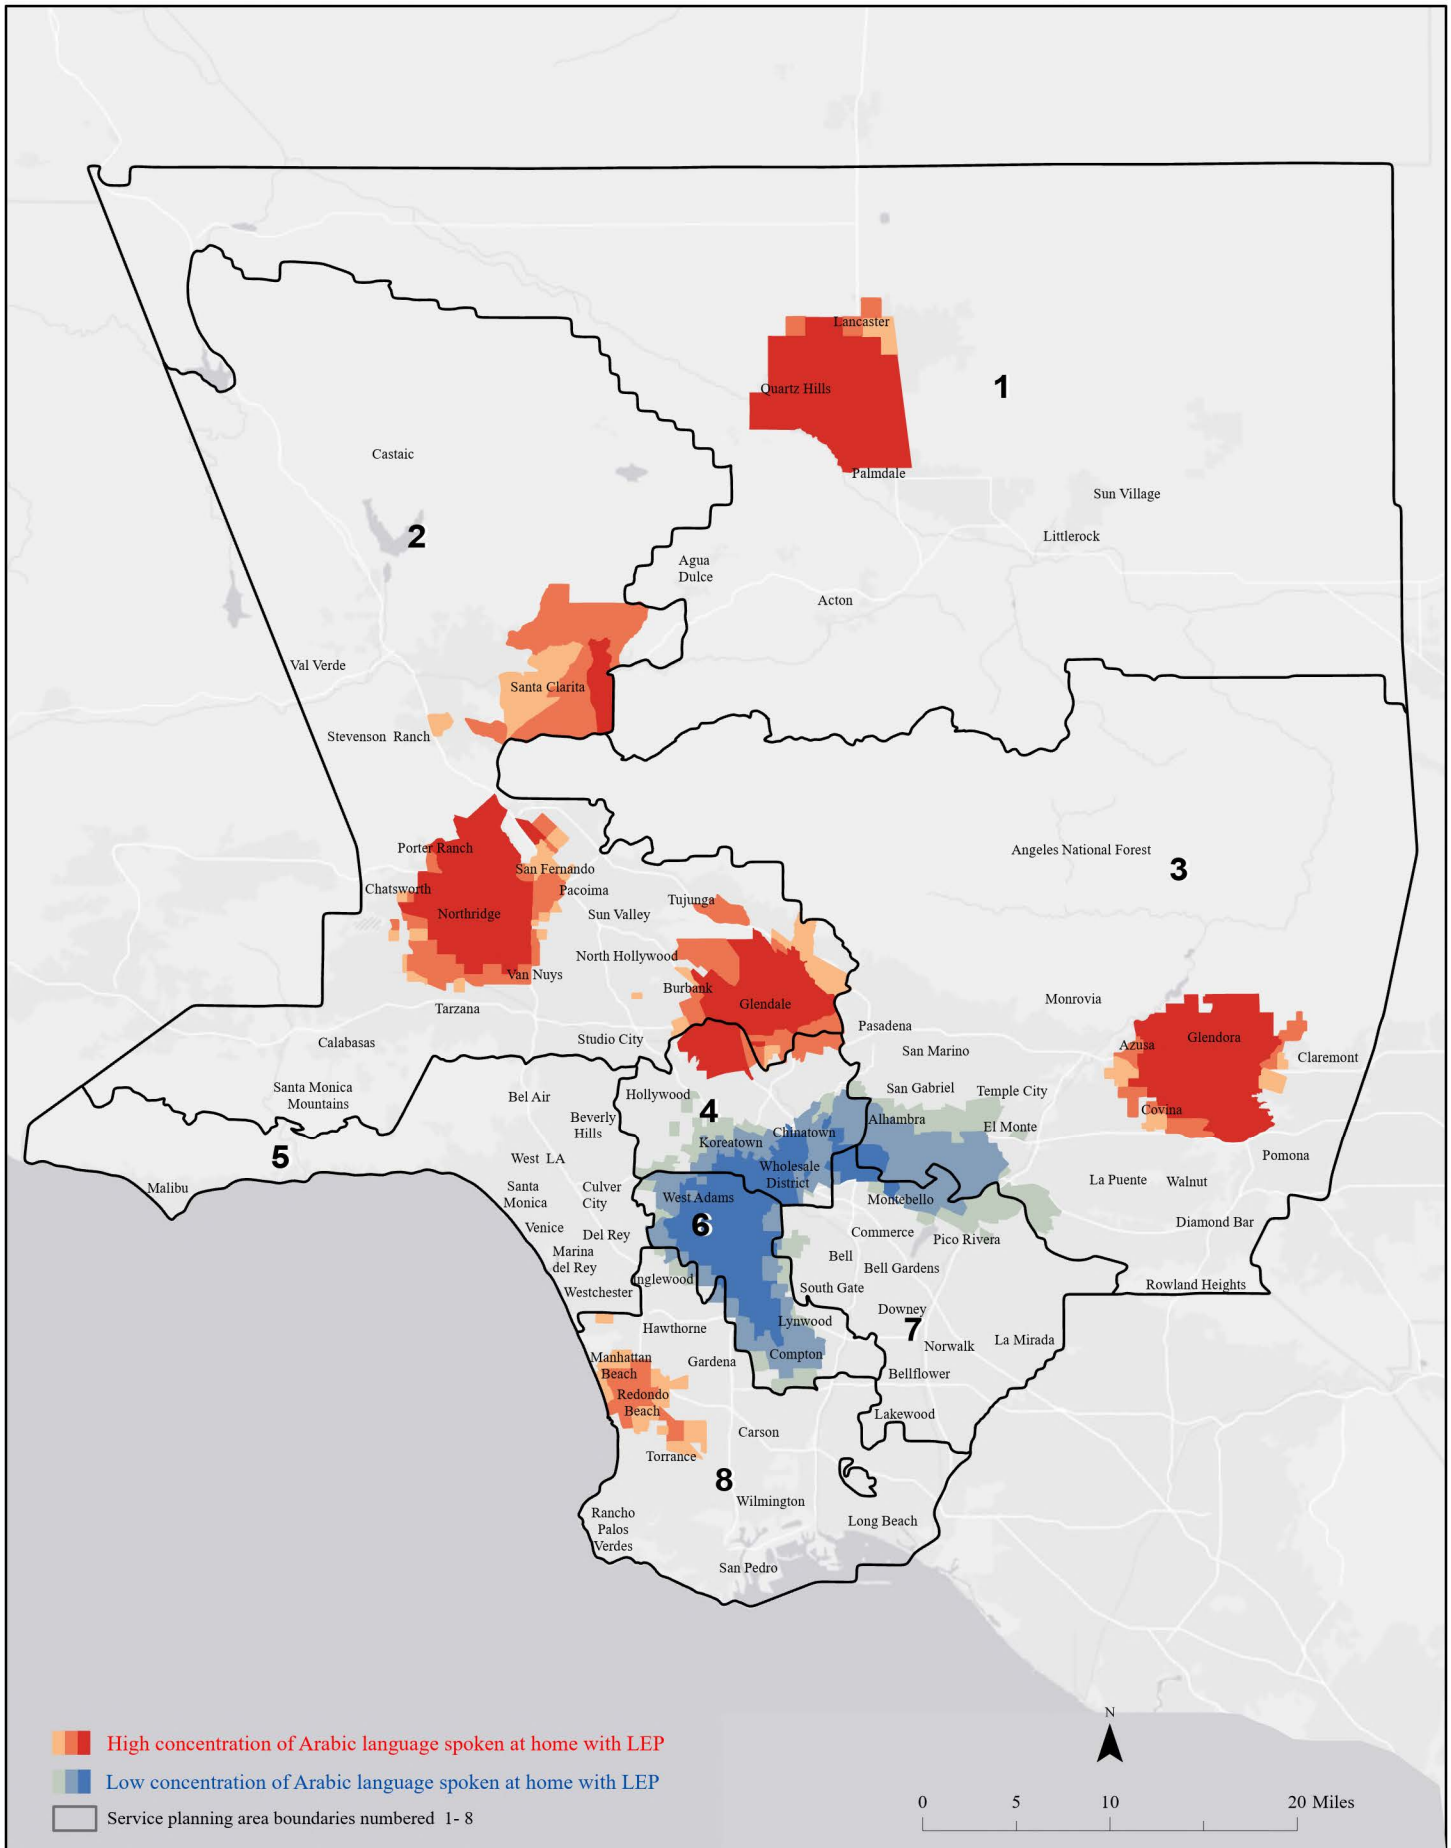 Lancaster
Quartz Hills
1
Palmdale
Castaic
Sun Village
2
Littlerock
Agua
Dulce
Acton
Val Verde
Santa Clarita
Stevenson Ranch
Porter Ranch
Angeles National Forest
San Fernando
3
Chatsworth
Pacoima
Northridge
Tujunga
Sun Valley
North Hollywood
Van Nuys
Burbank
Glendale
Monrovia
Tarzana
Pasadena
Studio City
Glendora
Calabasas
Azusa
San Marino
Claremont
Santa Monica
Mountains
Bel Air
Hollywood
San Gabriel
Temple City
4
Covina
Beverly
Hills
Alhambra
El Monte
Chinatown
Koreatown
5
West LA
Pomona
Wholesale
District
La Puente
Walnut
Malibu
Santa
Monica
Culver
City
West Adams
Montebello
6
Diamond Bar
Venice
Del Rey
Commerce
Pico Rivera
Marina
del Rey
Bell
Bell Gardens
Inglewood
South Gate
Rowland Heights
Westchester
Downey
Lynwood
Hawthorne
7
La Mirada
Norwalk
Compton
Manhattan
Beach
Gardena
Bellflower
Redondo
Beach
Lakewood
Carson
Torrance
8
Wilmington
Rancho
Palos
Verdes
Long Beach
San Pedro
N
High concentration of Arabic language spoken at home with LEP
Low concentration of Arabic language spoken at home with LEP
Service planning area boundaries numbered 1- 8
0 5 10 20 Miles